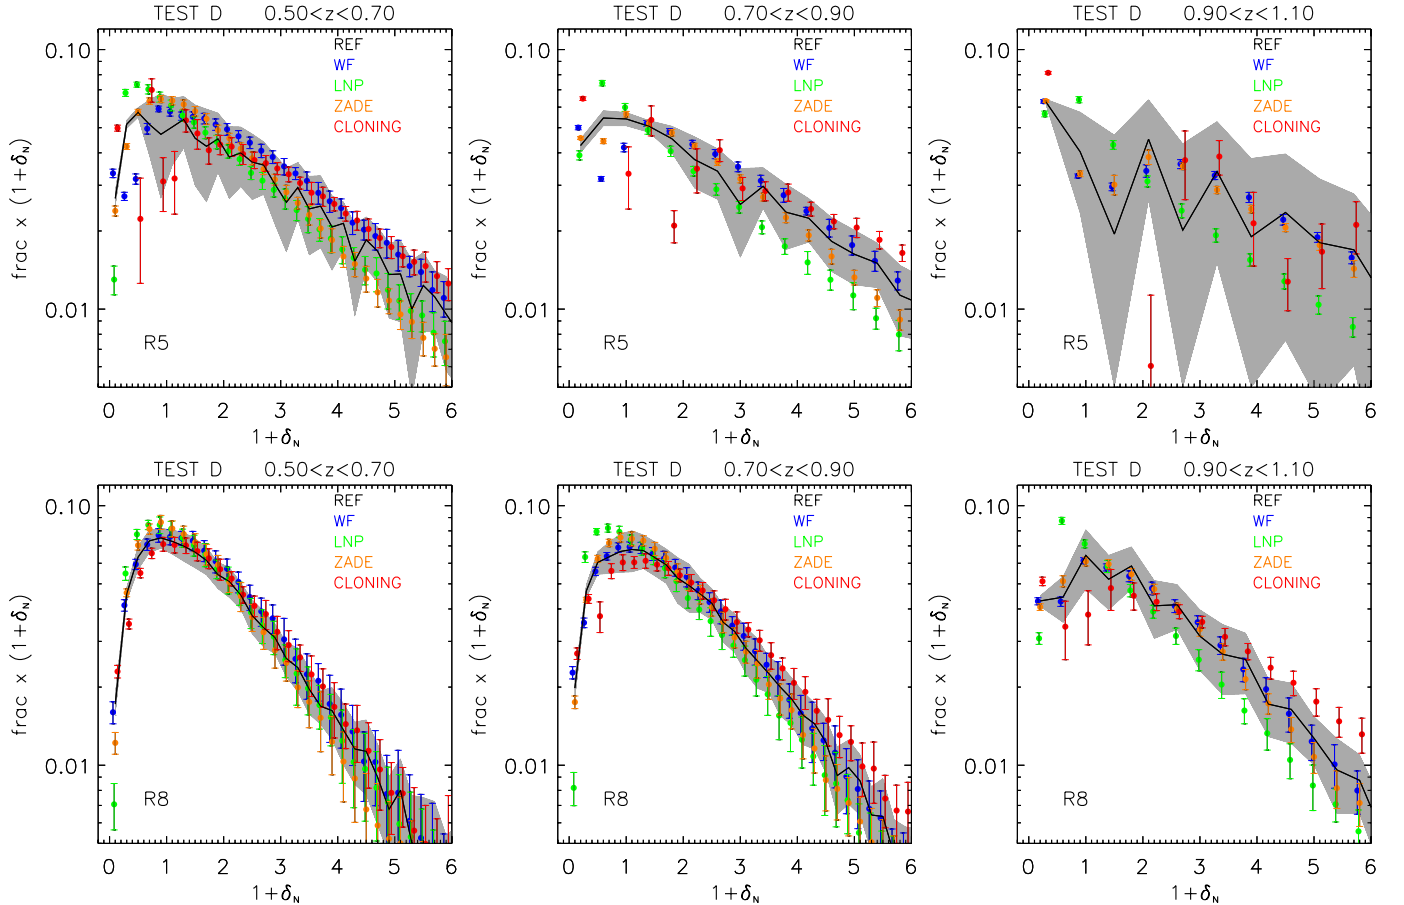 TEST D 0.50<z<0.70
0.10
REF
WF
LNP
ZADE
CLONING
frac x (1+δN)
0.01
R5
0 1 2 3 4 5 6
1+δN
TEST D 0.70<z<0.90
0.10
REF
WF
LNP
ZADE
CLONING
frac x (1+δN)
0.01
R5
0 1 2 3 4 5 6
1+δN
TEST D 0.90<z<1.10
0.10
REF
WF
LNP
ZADE
CLONING
frac x (1+δN)
0.01
R5
0 1 2 3 4 5 6
1+δN
TEST D 0.50<z<0.70
0.10
REF
WF
LNP
ZADE
CLONING
frac x (1+δN)
0.01
R8
0 1 2 3 4 5 6
1+δN
TEST D 0.70<z<0.90
0.10
REF
WF
LNP
ZADE
CLONING
frac x (1+δN)
0.01
R8
0 1 2 3 4 5 6
1+δN
TEST D 0.90<z<1.10
0.10
REF
WF
LNP
ZADE
CLONING
frac x (1+δN)
0.01
R8
0 1 2 3 4 5 6
1+δN